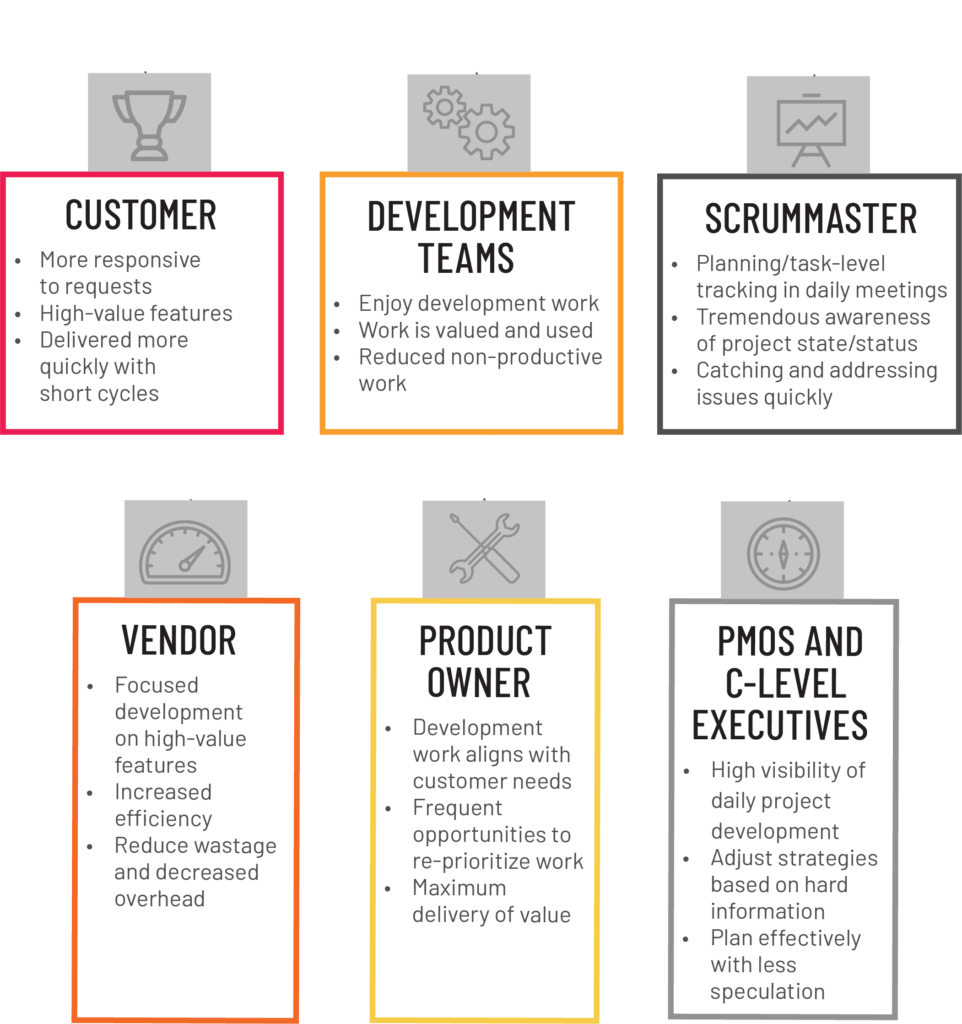 CUSTOMER
• More responsive
to requests
• High-value features
• Delivered more
quickly with
short cycles
DEVELOPMENT
TEAMS
• Enjoy development work
• Work is valued and used
• Reduced non-productive
work
SCRUMMASTER
• Planning/task-level
tracking in daily meetings
• Tremendous awareness
of project state/status
• Catching and addressing
issues quickly
VENDOR
• Focused
development
on high-value
features
• Increased
efficiency
• Reduce wastage
and decreased
overhead
PRODUCT
OWNER
• Development
work aligns with
customer needs
• Frequent
opportunities to
re-prioritize work
• Maximum
delivery of value
PMOS AND
C-LEVEL
EXECUTIVES
• High visibility of
daily project
development
• Adjust strategies
based on hard
information
• Plan effectively
with less
speculation